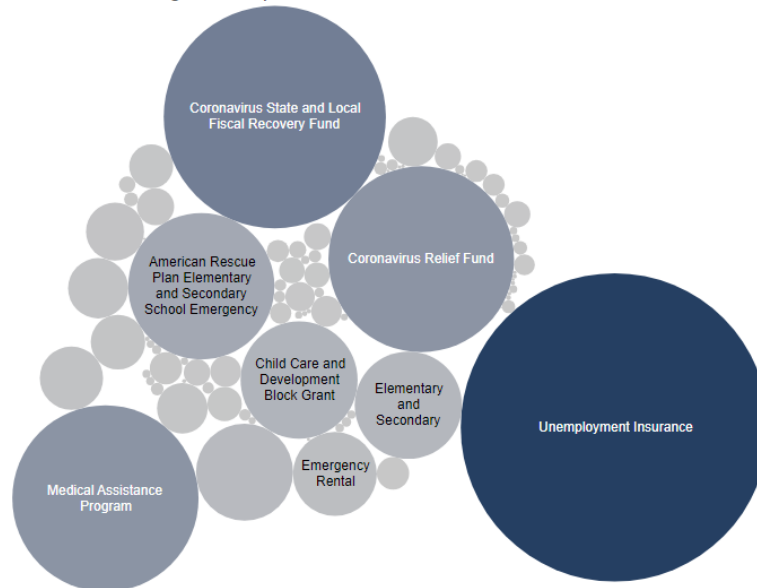 Coronavirus State and Local
Fiscal Recovery Fund
American Rescue
Plan Elementary
and Secondary
School Emergency
Coronavirus Relief Fund
Child Care and
Development
Block Grant
Elementary
and
Secondary
Unemployment Insurance
Emergency
Rental
Medical Assistance
Program